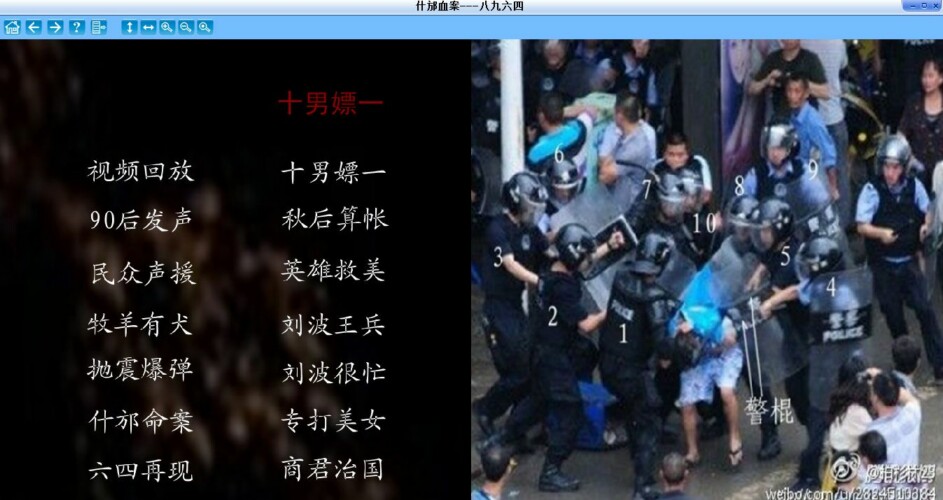 什邡血案---八九六四
十男嫖一
视频回放
90后发声
民众声援
牧羊有犬
抛震爆弹
什邡命案
六四再现
十男嫖一
秋后算帐
英雄救美
刘波王兵
刘波很忙
专打美女
商君治国
6
7
8
9
10
3
5
4
2
1
POLICE
警察
POLICE
警棍